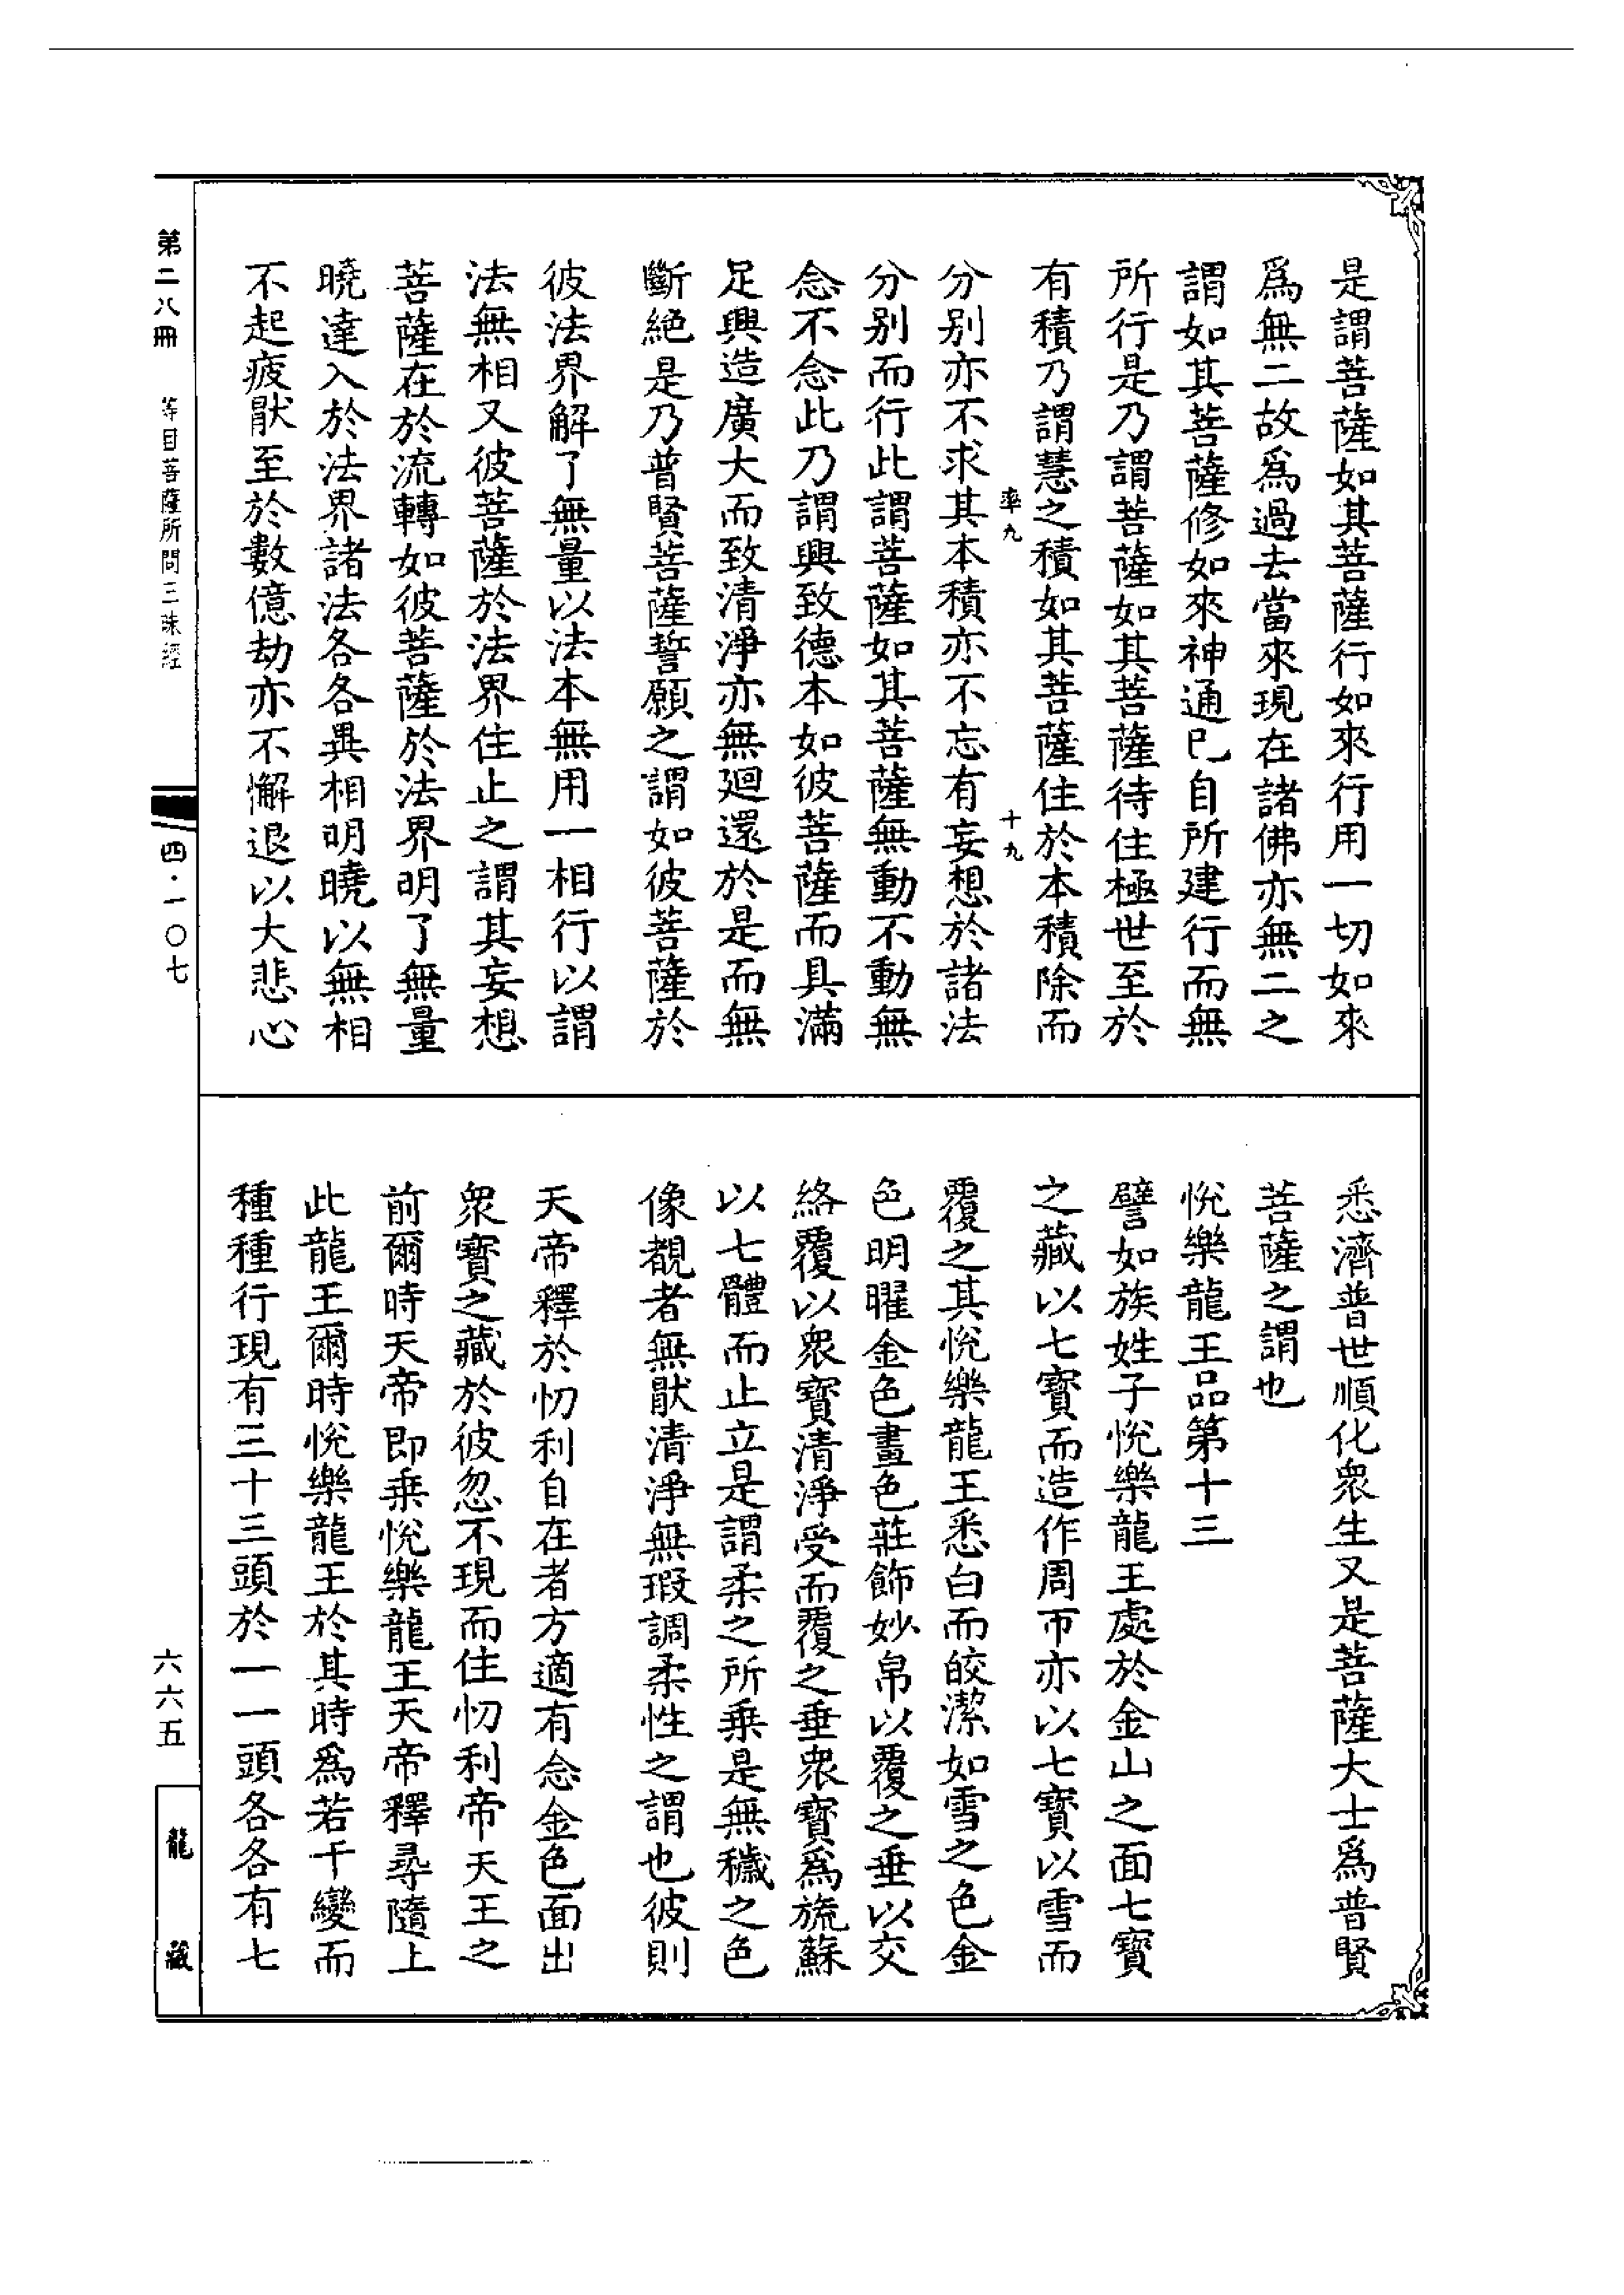 是謂菩薩如其菩薩行如來行用一切如來
爲無二故爲過去當來現在諸佛亦無二之
謂如其菩薩修如來神通已自所建行而無
所行是乃謂菩薩如其菩薩待住極世至於
有積乃謂慧之積如其菩薩住於本積除而
率九 十九
分别亦不求其本積亦不忘有妄想於諸法
分别而行此謂菩薩如其菩薩無動不動無
念不念此乃謂興致德本如彼菩薩而具滿
足興造廣大而致清淨亦無廻還於是而無
斷絶是乃普賢菩薩誓願之謂如彼菩薩於
彼法界解了無量以法本無用一相行以謂
法無相又彼菩薩於法界住止之謂其妄想
菩薩在於流轉如彼菩薩於法界明了無量
曉達入於法界諸法各各異相明曉以無相
不起疲猒至於數億劫亦不懈退以大悲心
悉濟普世順化衆生又是菩薩大士爲普賢
菩薩之謂也
悅樂龍王品第十三
譬如族姓子悅樂龍王處於金山之面七寶
之藏以七寶而造作周帀亦以七寶以雪而
覆之其悅樂龍王悉白而皎潔如雪之色金
色明曜金色畫色莊飾妙帛以覆之垂以交
絡覆以衆寶清淨受而覆之垂衆寶爲旒蘇
以七體而止立是謂柔之所乘是無穢之色
像覩者無猒清淨無瑕調柔性之謂也彼則
天帝釋於忉利自在者方適有念金色面出
衆寶之藏於彼忽不現而住忉利帝天王之
前爾時天帝即乘悅樂龍王天帝釋尋隨上
此龍王爾時悅樂龍王於其時爲若干變而
種種行現有三十三頭於一一頭各各有七
第二八冊 等目菩薩所問三昧經
四·一〇七
六六五
龍藏